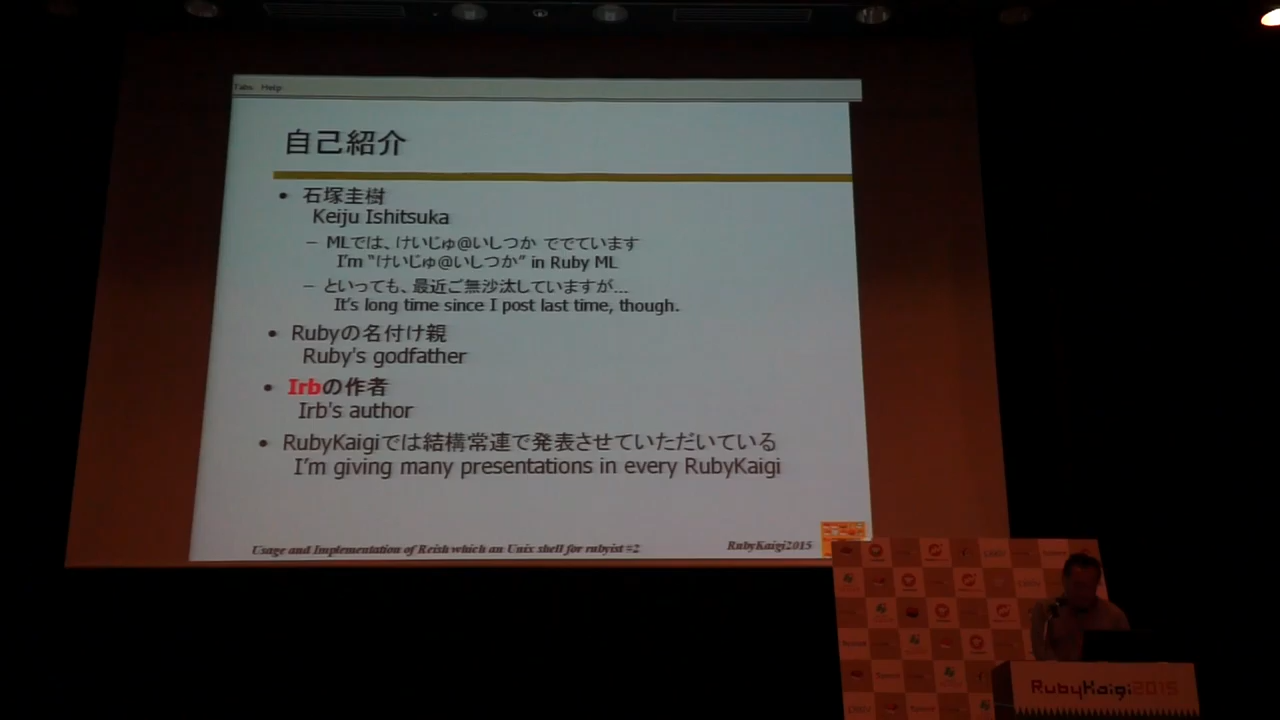 Tabs Help
自己紹介
• 石塚圭樹
Keiju Ishitsuka
– MLでは、けいじゅ@いしつか ででています
I'm "けいじゅ@いしつか" in Ruby ML
– といっても、最近ご無沙汰していますが...
It's long time since I post last time, though.
• Rubyの名付け親
Ruby's godfather
• Irbの作者
Irb's author
• RubyKaigiでは結構常連で発表させていただいている
I'm giving many presentations in every RubyKaigi
Usage and Implementation of Reish which an Unix shell for rubyist #2
RubyKaigi2015
RubyKaigi2015